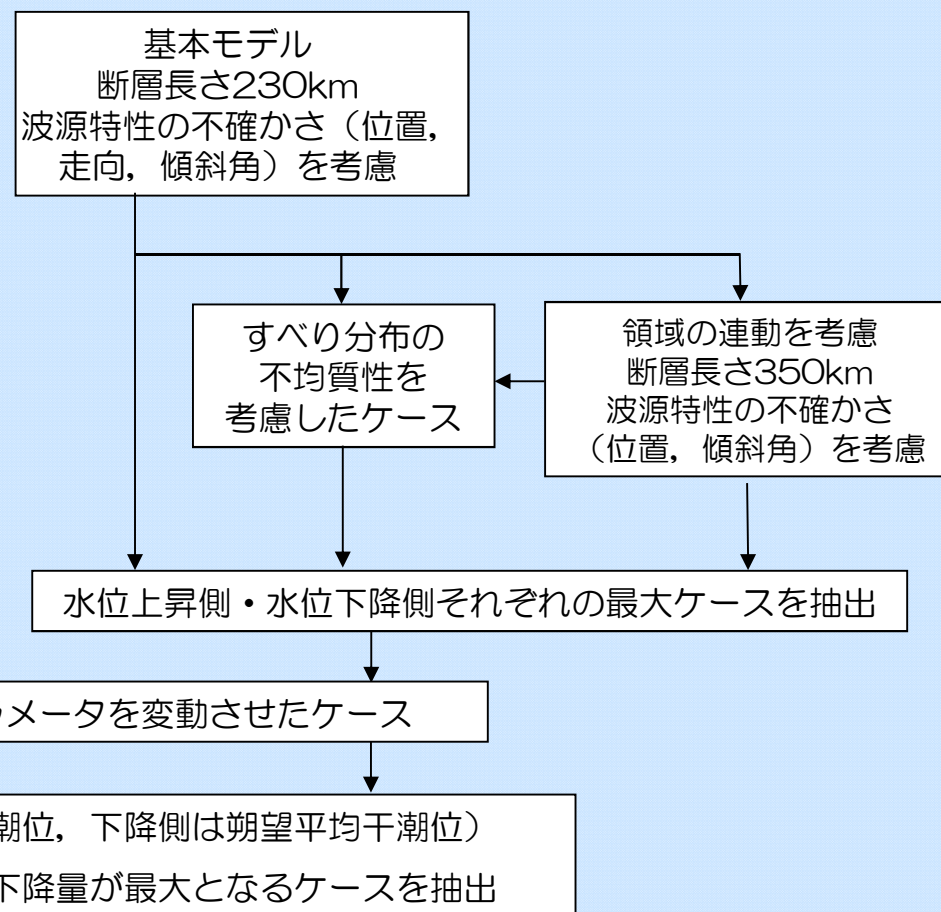 基本モデル
断層長さ230km
波源特性の不確かさ（位置，
走向，傾斜角）を考慮
すべり分布の
不均質性を
考慮したケース
領域の連動を考慮
断層長さ350km
波源特性の不確かさ
（位置，傾斜角）を考慮
水位上昇側・水位下降側それぞれの最大ケースを抽出
メータを変動させたケース
潮位，下降側は朔望平均干潮位）
下降量が最大となるケースを抽出